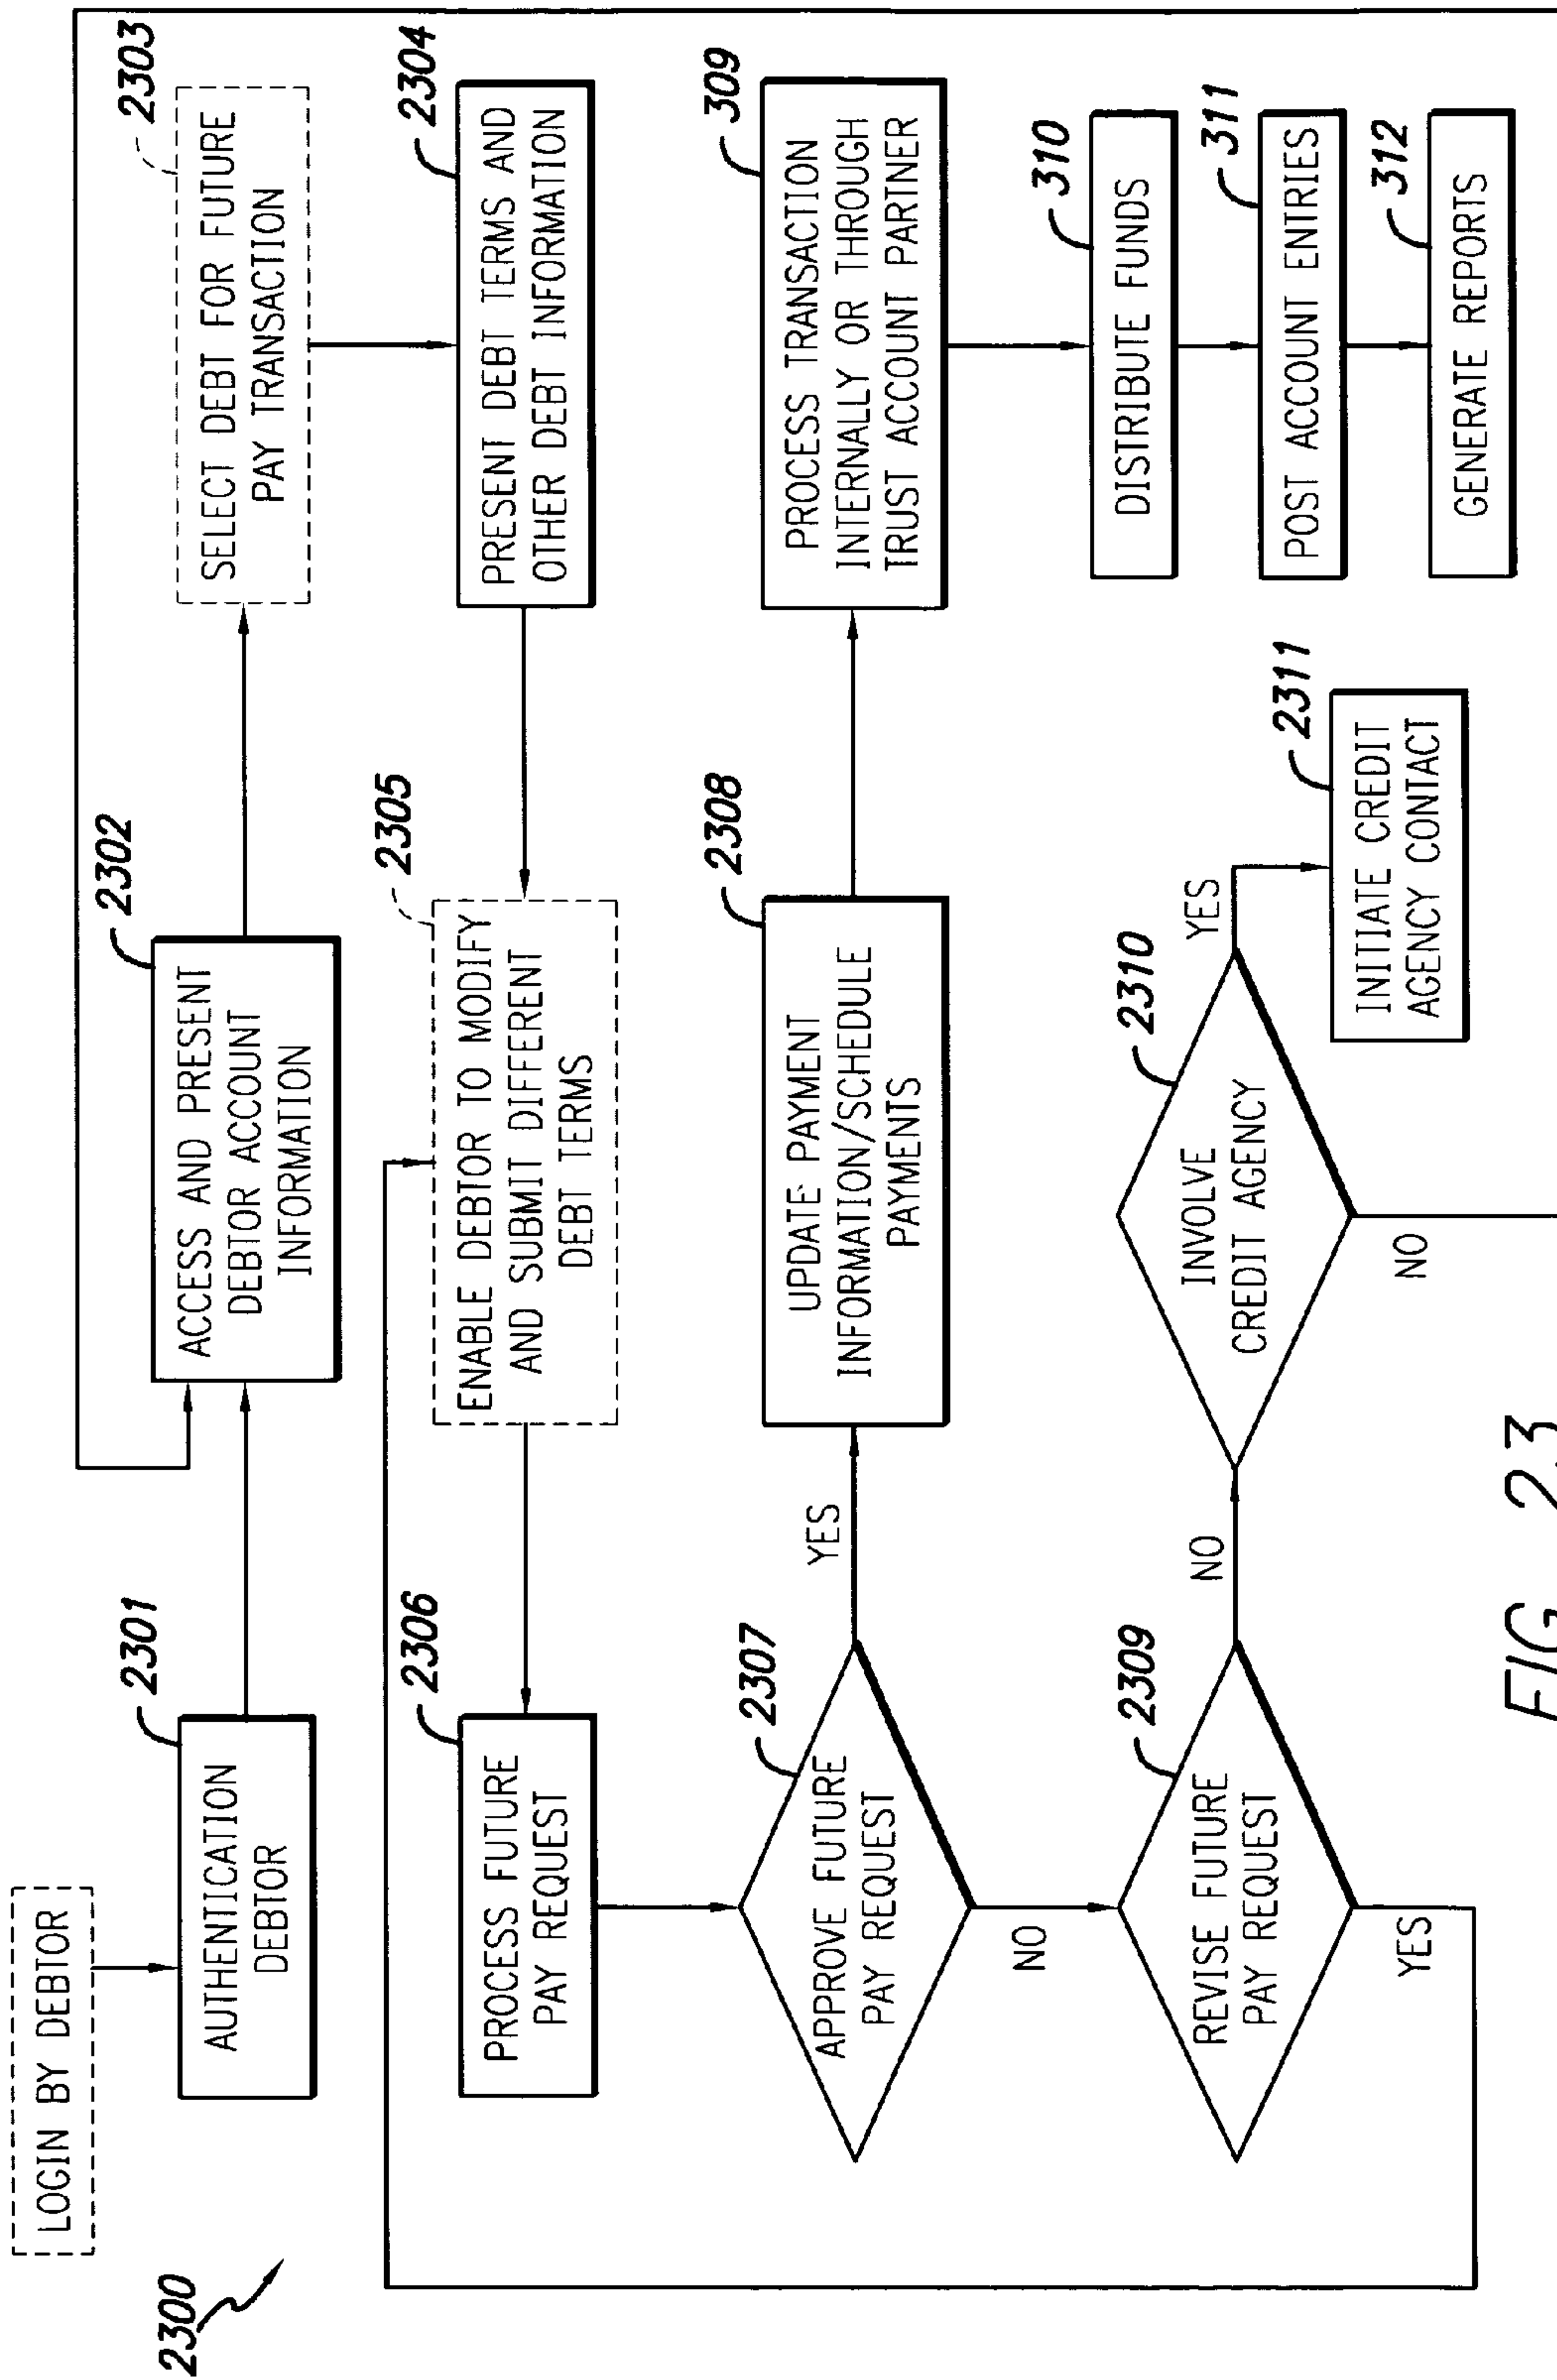 2300
LOGIN BY DEBTOR
2301
AUTHENTICATION
DEBTOR
2302
ACCESS AND PRESENT
DEBTOR ACCOUNT
INFORMATION
2303
SELECT DEBT FOR FUTURE
PAY TRANSACTION
2304
PRESENT DEBT TERMS AND
OTHER DEBT INFORMATION
2305
ENABLE DEBTOR TO MODIFY
AND SUBMIT DIFFERENT
DEBT TERMS
2306
PROCESS FUTURE
PAY REQUEST
2307
APPROVE FUTURE
PAY REQUEST
YES
NO
2308
UPDATE PAYMENT
INFORMATION/SCHEDULE
PAYMENTS
309
PROCESS TRANSACTION
INTERNALLY OR THROUGH
TRUST ACCOUNT PARTNER
310
DISTRIBUTE FUNDS
311
POST ACCOUNT ENTRIES
312
GENERATE REPORTS
2309
REVISE FUTURE
PAY REQUEST
NO
YES
2310
INVOLVE
CREDIT AGENCY
YES
NO
2311
INITIATE CREDIT
AGENCY CONTACT
FIG. 23